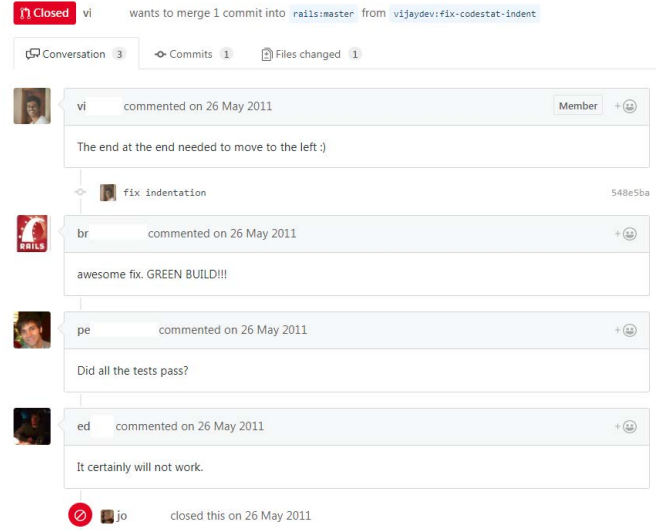 Closed vi wants to merge 1 commit into rails:master from vijaydev:fix-codestat-indent
Conversation 3 Commits 1 Files changed 1
vi commented on 26 May 2011 Member +
The end at the end needed to move to the left :)
fix indentation 548e5ba
RAILS
br commented on 26 May 2011 +
awesome fix. GREEN BUILD!!!
pe commented on 26 May 2011 +
Did all the tests pass?
ed commented on 26 May 2011 +
It certainly will not work.
jo closed this on 26 May 2011